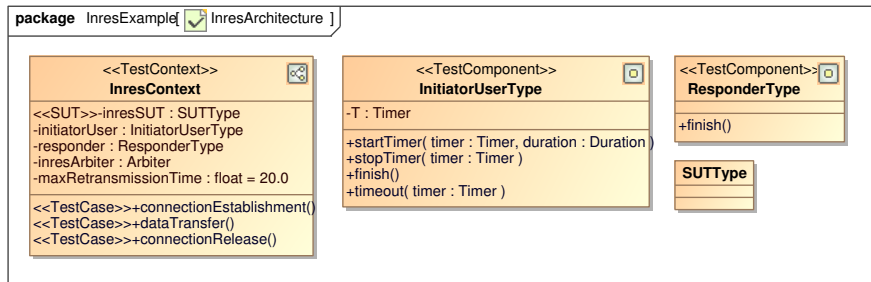 package InresExample[ InresArchitecture ]
<<TestContext>>
InresContext
<<SUT>>-inresSUT : SUTType
-initiatorUser : InitiatorUserType
-responder : ResponderType
-inresArbiter : Arbiter
-maxRetransmissionTime : float = 20.0
<<TestCase>>+connectionEstablishment()
<<TestCase>>+dataTransfer()
<<TestCase>>+connectionRelease()
<<TestComponent>>
InitiatorUserType
-T : Timer
+startTimer( timer : Timer, duration : Duration )
+stopTimer( timer : Timer )
+finish()
+timeout( timer : Timer )
<<TestComponent>>
ResponderType
+finish()
SUTType